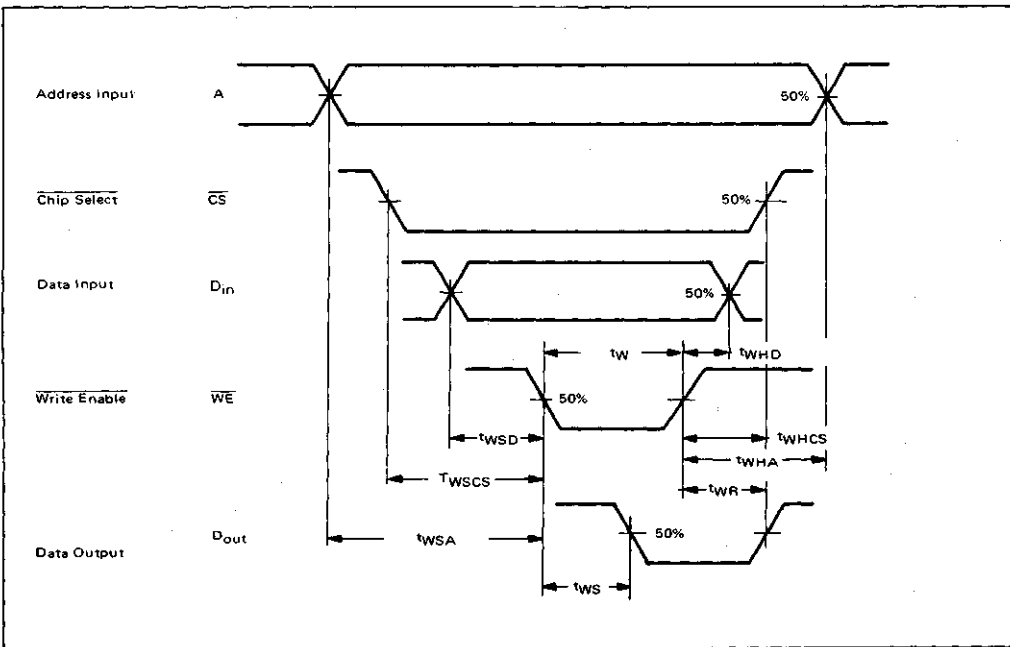 Address Input A 50%
Chip Select CS 50%
Data Input Din 50%
tW tWHD
Write Enable WE 50%
tWSD tWHCS
tWHA
TWSCS tWR
Dout 50%
Data Output tWSA
tWS